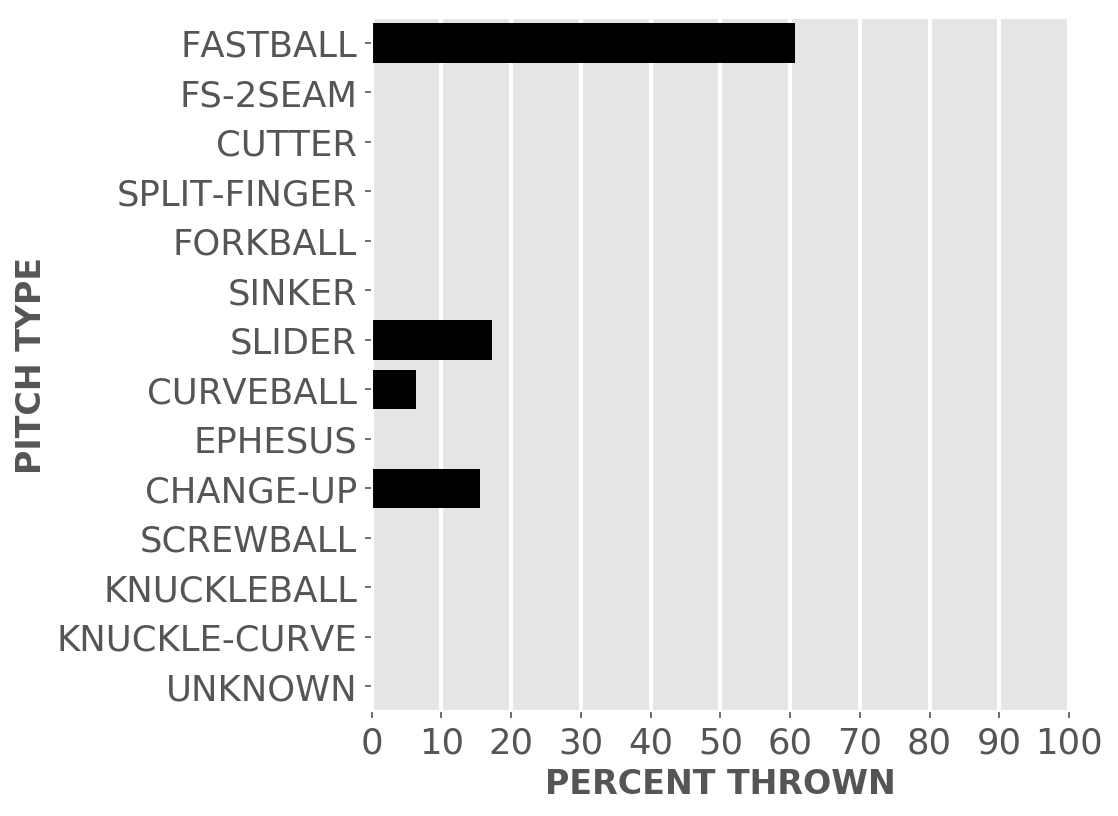 FASTBALL
FS-2SEAM
CUTTER
SPLIT-FINGER
FORKBALL
SINKER
SLIDER
CURVEBALL
EPHESUS
CHANGE-UP
SCREWBALL
KNUCKLEBALL
KNUCKLE-CURVE
UNKNOWN
PITCH TYPE
0 10 20 30 40 50 60 70 80 90 100
PERCENT THROWN